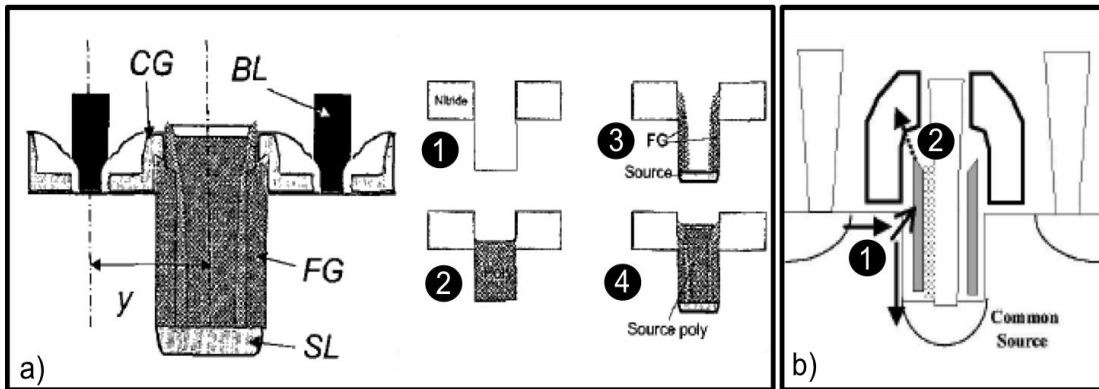 CG
BL
FG
SL
y
a)
Nitride
1
2
Poly
FG
3
Source
4
Source poly
b)
2
1
Common
Source